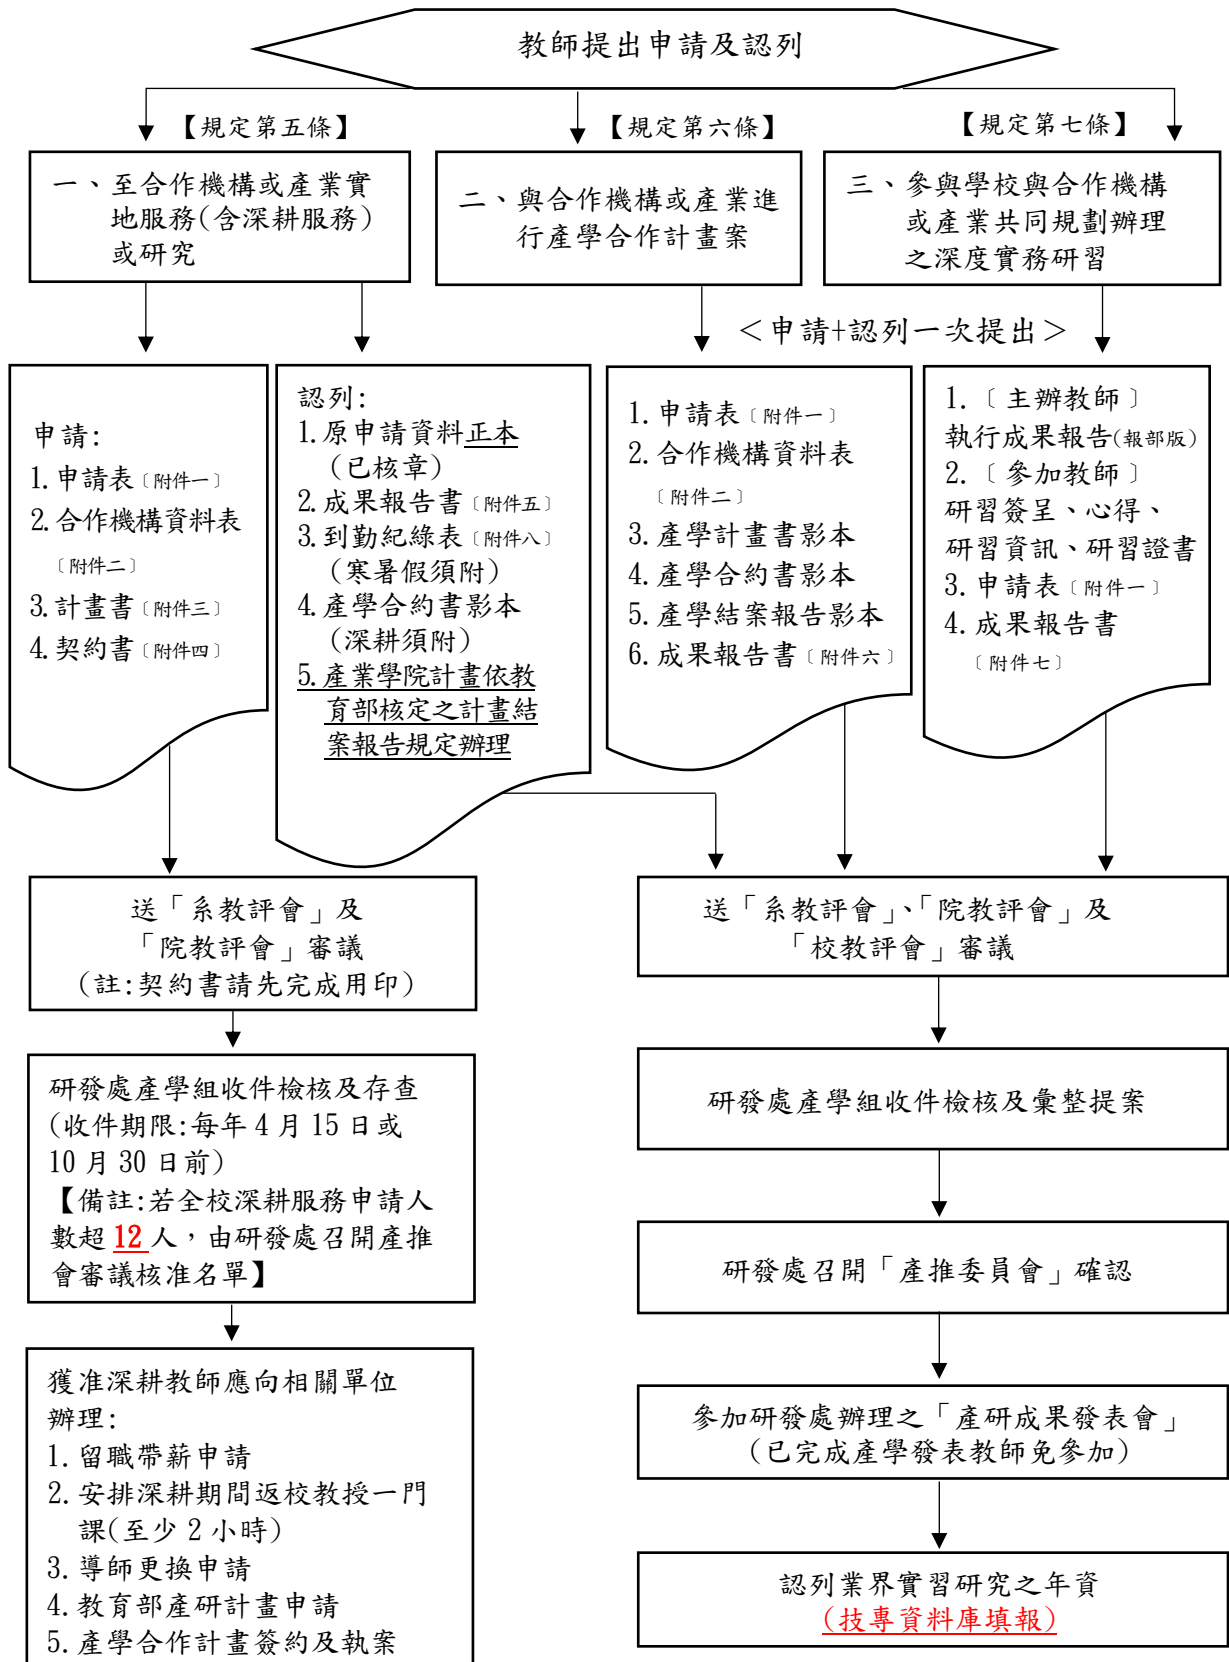 教師提出申請及認列
【規定第五條】
【規定第六條】
【規定第七條】
一、至合作機構或產業實
地服務(含深耕服務)
或研究
二、與合作機構或產業進
行產學合作計畫案
三、參與學校與合作機構
或產業共同規劃辦理
之深度實務研習
＜申請+認列一次提出＞
申請:
1.申請表〔附件一〕
2.合作機構資料表
〔附件二〕
3.計畫書〔附件三〕
4.契約書〔附件四〕
認列:
1.原申請資料正本
(已核章)
2.成果報告書〔附件五〕
3.到勤紀錄表〔附件八〕
(寒暑假須附)
4.產學合約書影本
(深耕須附)
5.產業學院計畫依教
育部核定之計畫結
案報告規定辦理
1.申請表〔附件一〕
2.合作機構資料表
〔附件二〕
3.產學計畫書影本
4.產學合約書影本
5.產學結案報告影本
6.成果報告書〔附件六〕
1.〔主辦教師〕
執行成果報告(報部版)
2.〔參加教師〕
研習簽呈、心得、
研習資訊、研習證書
3.申請表〔附件一〕
4.成果報告書
〔附件七〕
送「系教評會」及
「院教評會」審議
(註:契約書請先完成用印)
研發處產學組收件檢核及存查
(收件期限:每年 4 月 15 日或
10 月 30 日前)
【備註:若全校深耕服務申請人
數超 12 人，由研發處召開產推
會審議核准名單】
獲准深耕教師應向相關單位
辦理:
1.留職帶薪申請
2.安排深耕期間返校教授一門
課(至少 2 小時)
3.導師更換申請
4.教育部產研計畫申請
5.產學合作計畫簽約及執案
送「系教評會」、「院教評會」及
「校教評會」審議
研發處產學組收件檢核及彙整提案
研發處召開「產推委員會」確認
參加研發處辦理之「產研成果發表會」
(已完成產學發表教師免參加)
認列業界實習研究之年資
(技專資料庫填報)